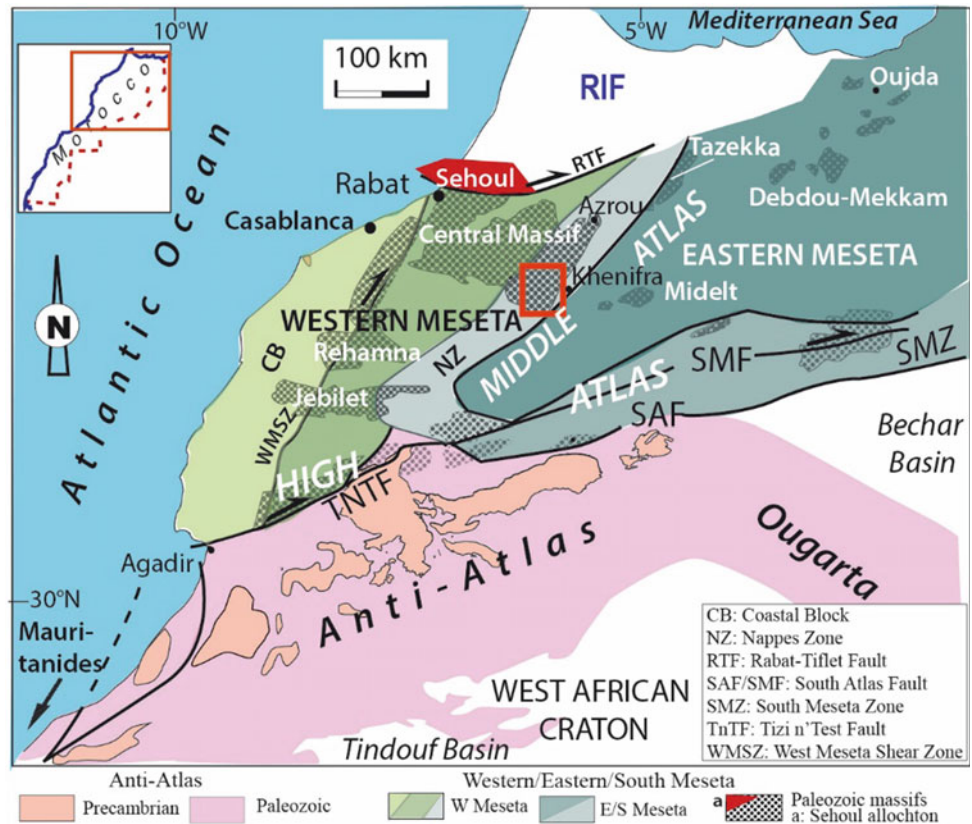 10°W
5°W
Mediterranean Sea
MOROCCO
100 km
RIF
Oujda
Tazekka
RTF
Sehoul
Rabat
Azrou
Debdou-Mekkam
Casablanca
Central Massif
ATLAS
EASTERN MESETA
Khenifra
Midelt
Atlantic Ocean
N
WESTERN MESETA
CB
NZ
MIDDLE
Rehamna
SMF
SMZ
Jebilet
ATLAS
WMSZ
SAF
Bechar
Basin
HIGH
TNTF
Agadir
Anti-Atlas
Ougarta
30°N
Mauri-
tanides
CB: Coastal Block
NZ: Nappes Zone
RTF: Rabat-Tiflet Fault
SAF/SMF: South Atlas Fault
SMZ: South Meseta Zone
TnTF: Tizi n'Test Fault
WMSZ: West Meseta Shear Zone
WEST AFRICAN
CRATON
Tindouf Basin
Anti-Atlas
Western/Eastern/South Meseta
Precambrian
Paleozoic
W Meseta
E/S Meseta
a
Paleozoic massifs
a: Sehoul allochton